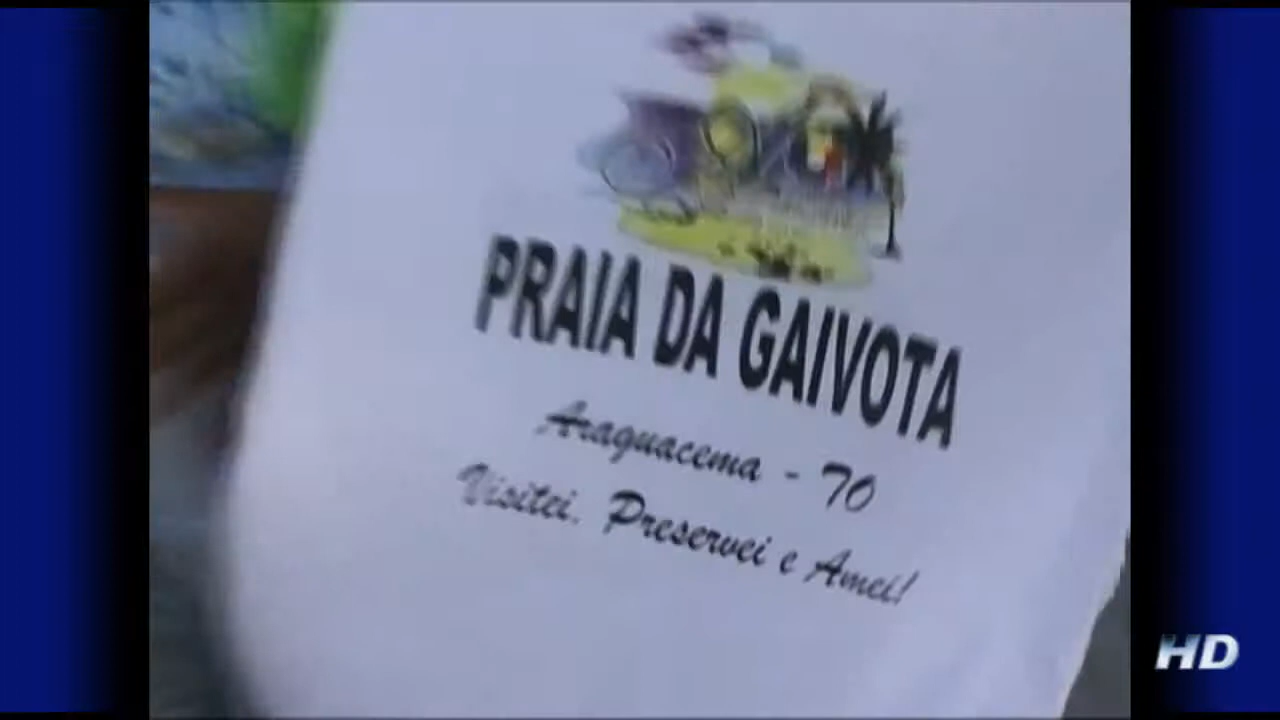 PRAIA DA GAIVOTA
Araguacema - TO
Visitei, Preservei e Amei!
HD